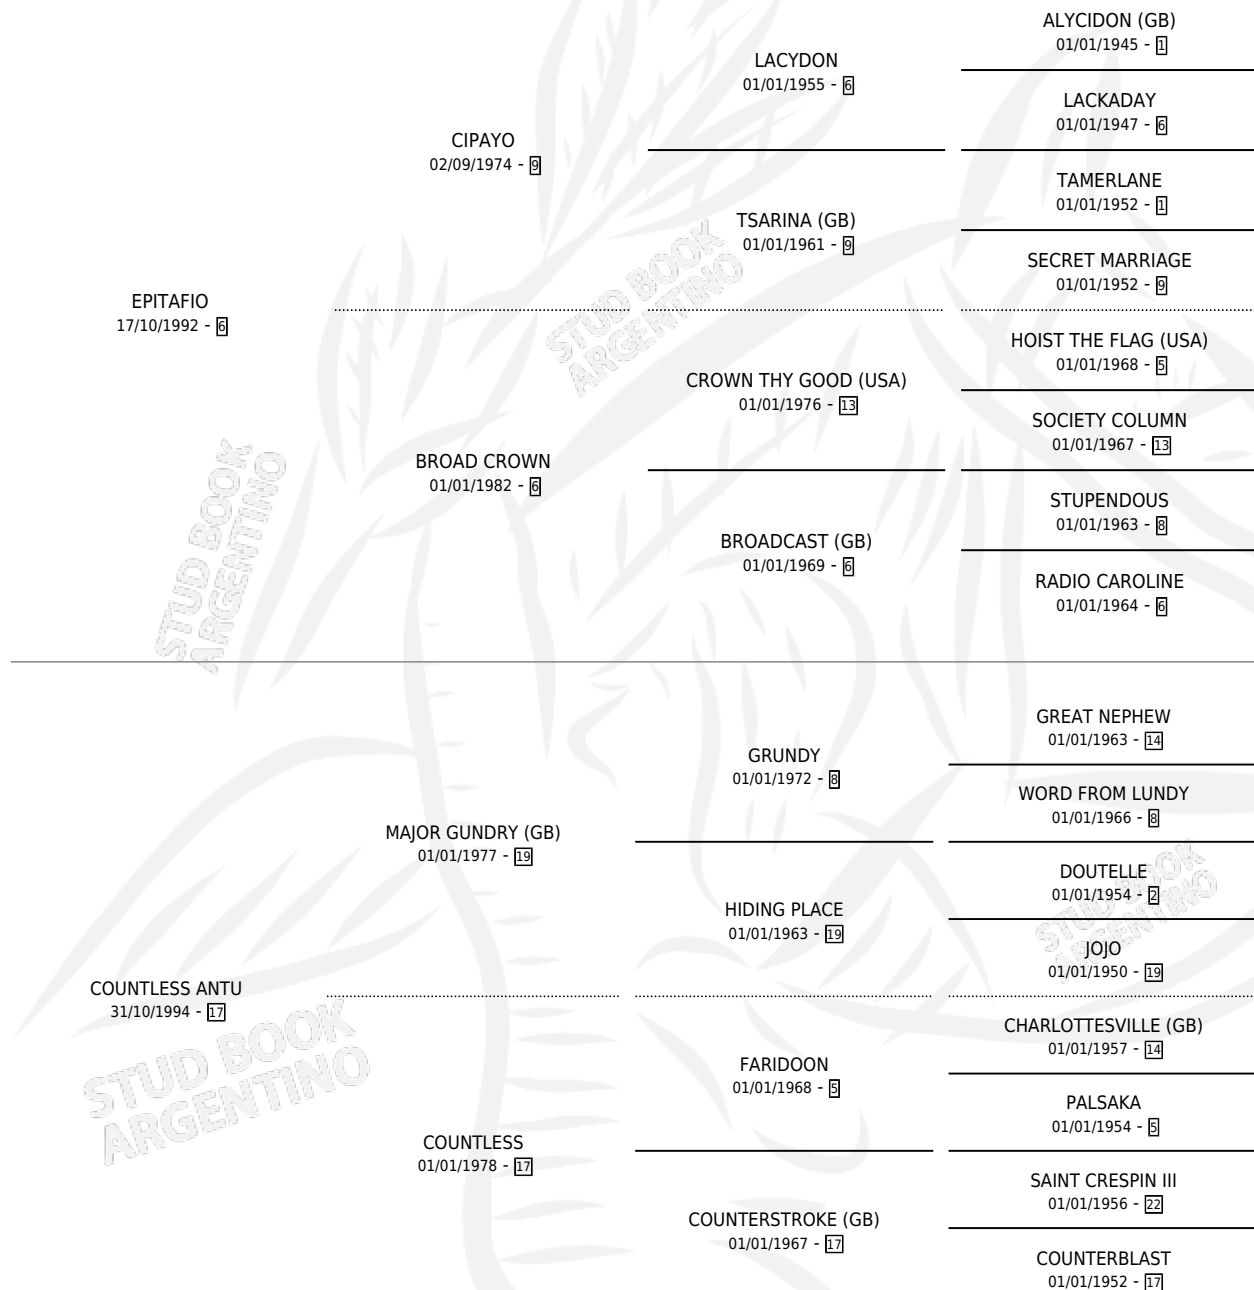 ALYCIDON (GB)
01/01/1945 - 1
LACYDON
01/01/1955 - 6
LACKADAY
01/01/1947 - 6
CIPAYO
02/09/1974 - 9
TAMERLANE
01/01/1952 - 1
TSARINA (GB)
01/01/1961 - 9
SECRET MARRIAGE
01/01/1952 - 9
EPITAFIO
17/10/1992 - 6
HOIST THE FLAG (USA)
01/01/1968 - 5
CROWN THY GOOD (USA)
01/01/1976 - 13
SOCIETY COLUMN
01/01/1967 - 13
BROAD CROWN
01/01/1982 - 6
STUPENDOUS
01/01/1963 - 8
BROADCAST (GB)
01/01/1969 - 6
RADIO CAROLINE
01/01/1964 - 6
GREAT NEPHEW
01/01/1963 - 14
GRUNDY
01/01/1972 - 8
WORD FROM LUNDY
01/01/1966 - 8
MAJOR GUNDRY (GB)
01/01/1977 - 19
DOUTELLE
01/01/1954 - 2
HIDING PLACE
01/01/1963 - 19
JOJO
01/01/1950 - 19
COUNTLESS ANTU
31/10/1994 - 17
CHARLOTTESVILLE (GB)
01/01/1957 - 14
FARIDOON
01/01/1968 - 5
PALSAKA
01/01/1954 - 5
COUNTLESS
01/01/1978 - 17
SAINT CRESPIN III
01/01/1956 - 22
COUNTERSTROKE (GB)
01/01/1967 - 17
COUNTERBLAST
01/01/1952 - 17
STUD BOOK
ARGENTINO
STUD BOOK
ARGENTINO
STUD BOOK
ARGENTINO
STUD BOOK
ARGENTINO